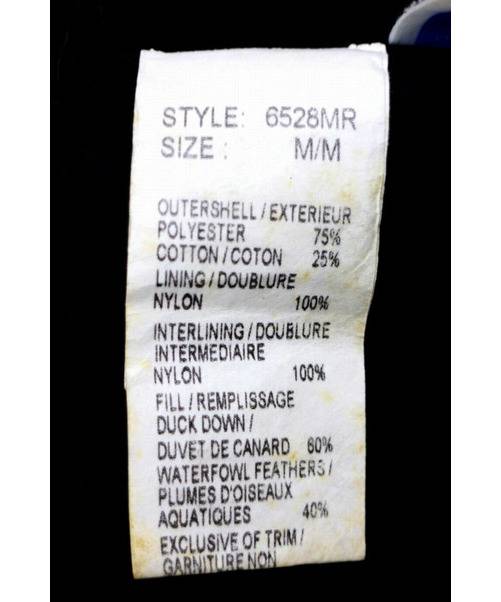 STYLE: 6528MR
SIZE : M/M
OUTERSHELL / EXTERIEUR
POLYESTER 75%
COTTON / COTON 25%
LINING / DOUBLURE
NYLON 100%
INTERLINING / DOUBLURE
INTERMEDIAIRE
NYLON 100%
FILL / REMPLISSAGE
DUCK DOWN /
DUVET DE CANARD 60%
WATERFOWL FEATHERS /
PLUMES D'OISEAUX
AQUATIQUES 40%
EXCLUSIVE OF TRIM /
GARNITURE NON